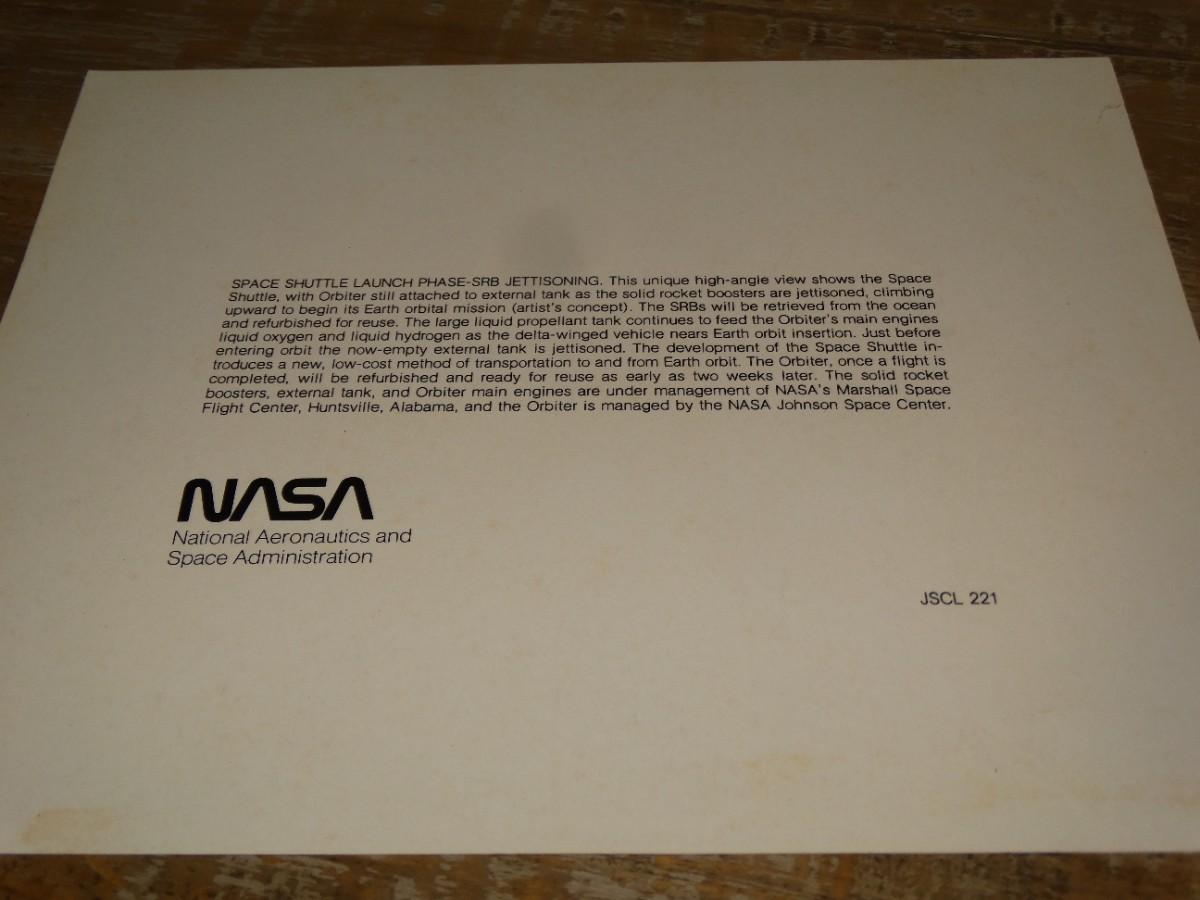 SPACE SHUTTLE LAUNCH PHASE-SRB JETTISONING. This unique high-angle view shows the Space
Shuttle, with Orbiter still attached to external tank as the solid rocket boosters are jettisoned, climbing
upward to begin its Earth orbital mission (artist's concept). The SRBs will be retrieved from the ocean
and refurbished for reuse. The large liquid propellant tank continues to feed the Orbiter's main engines
liquid oxygen and liquid hydrogen as the delta-winged vehicle nears Earth orbit insertion. Just before
entering orbit the now-empty external tank is jettisoned. The development of the Space Shuttle in-
troduces a new, low-cost method of transportation to and from Earth orbit. The Orbiter, once a flight is
completed, will be refurbished and ready for reuse as early as two weeks later. The solid rocket
boosters, external tank, and Orbiter main engines are under management of NASA's Marshall Space
Flight Center, Huntsville, Alabama, and the Orbiter is managed by the NASA Johnson Space Center.
NASA
National Aeronautics and
Space Administration
JSCL 221